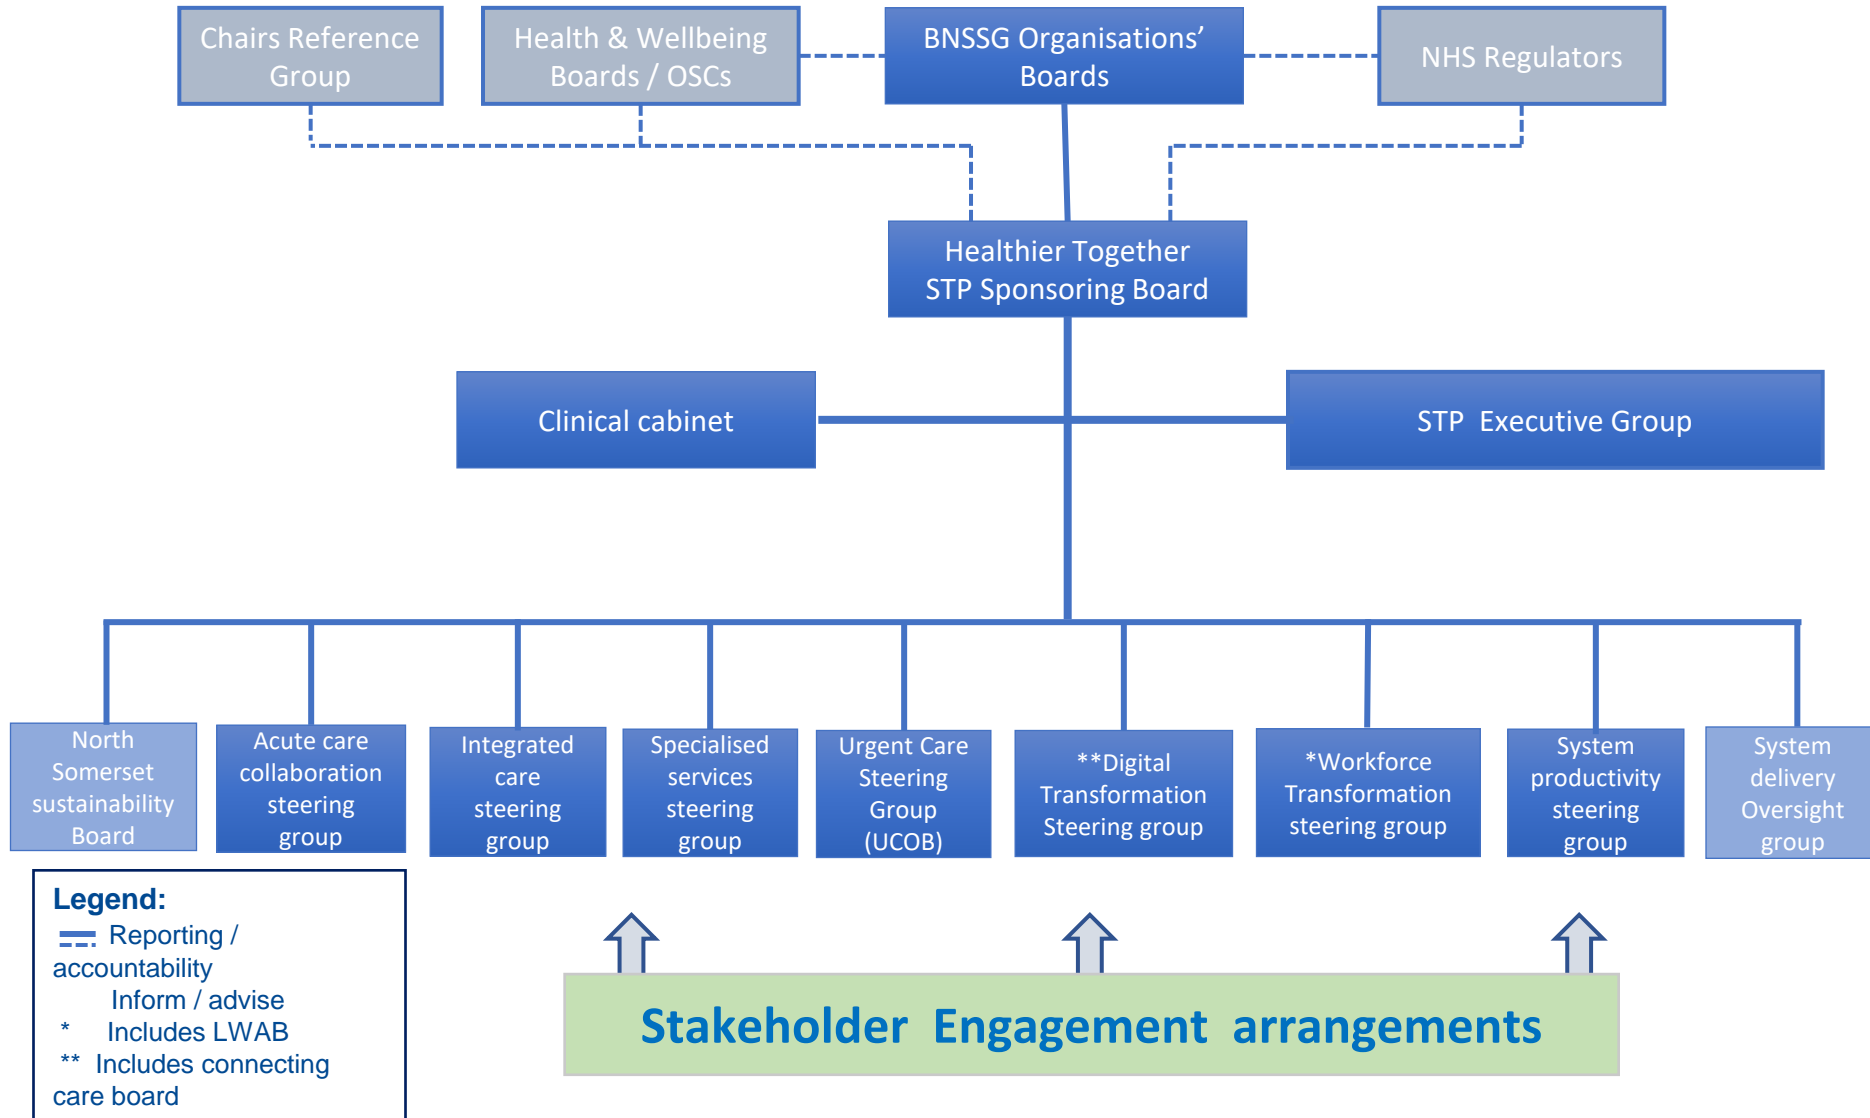 Chairs Reference
Group
Health & Wellbeing
Boards / OSCs
BNSSG Organisations’
Boards
NHS Regulators
Healthier Together
STP Sponsoring Board
Clinical cabinet
STP Executive Group
North
Somerset
sustainability
Board
Acute care
collaboration
steering
group
Integrated
care
steering
group
Specialised
services
steering
group
Urgent Care
Steering
Group
(UCOB)
**Digital
Transformation
Steering group
*Workforce
Transformation
steering group
System
productivity
steering
group
System
delivery
Oversight
group
Legend:
Reporting /
accountability
Inform / advise
* Includes LWAB
** Includes connecting
care board
Stakeholder Engagement arrangements